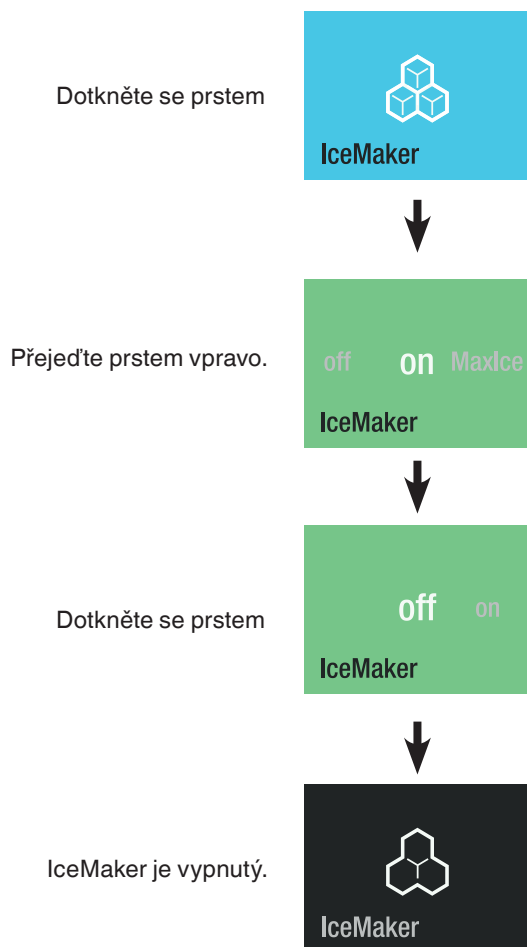 Dotkněte se prstem
IceMaker
Přejeďte prstem vpravo.
off on MaxIce
IceMaker
Dotkněte se prstem
off on
IceMaker
IceMaker je vypnutý.
IceMaker